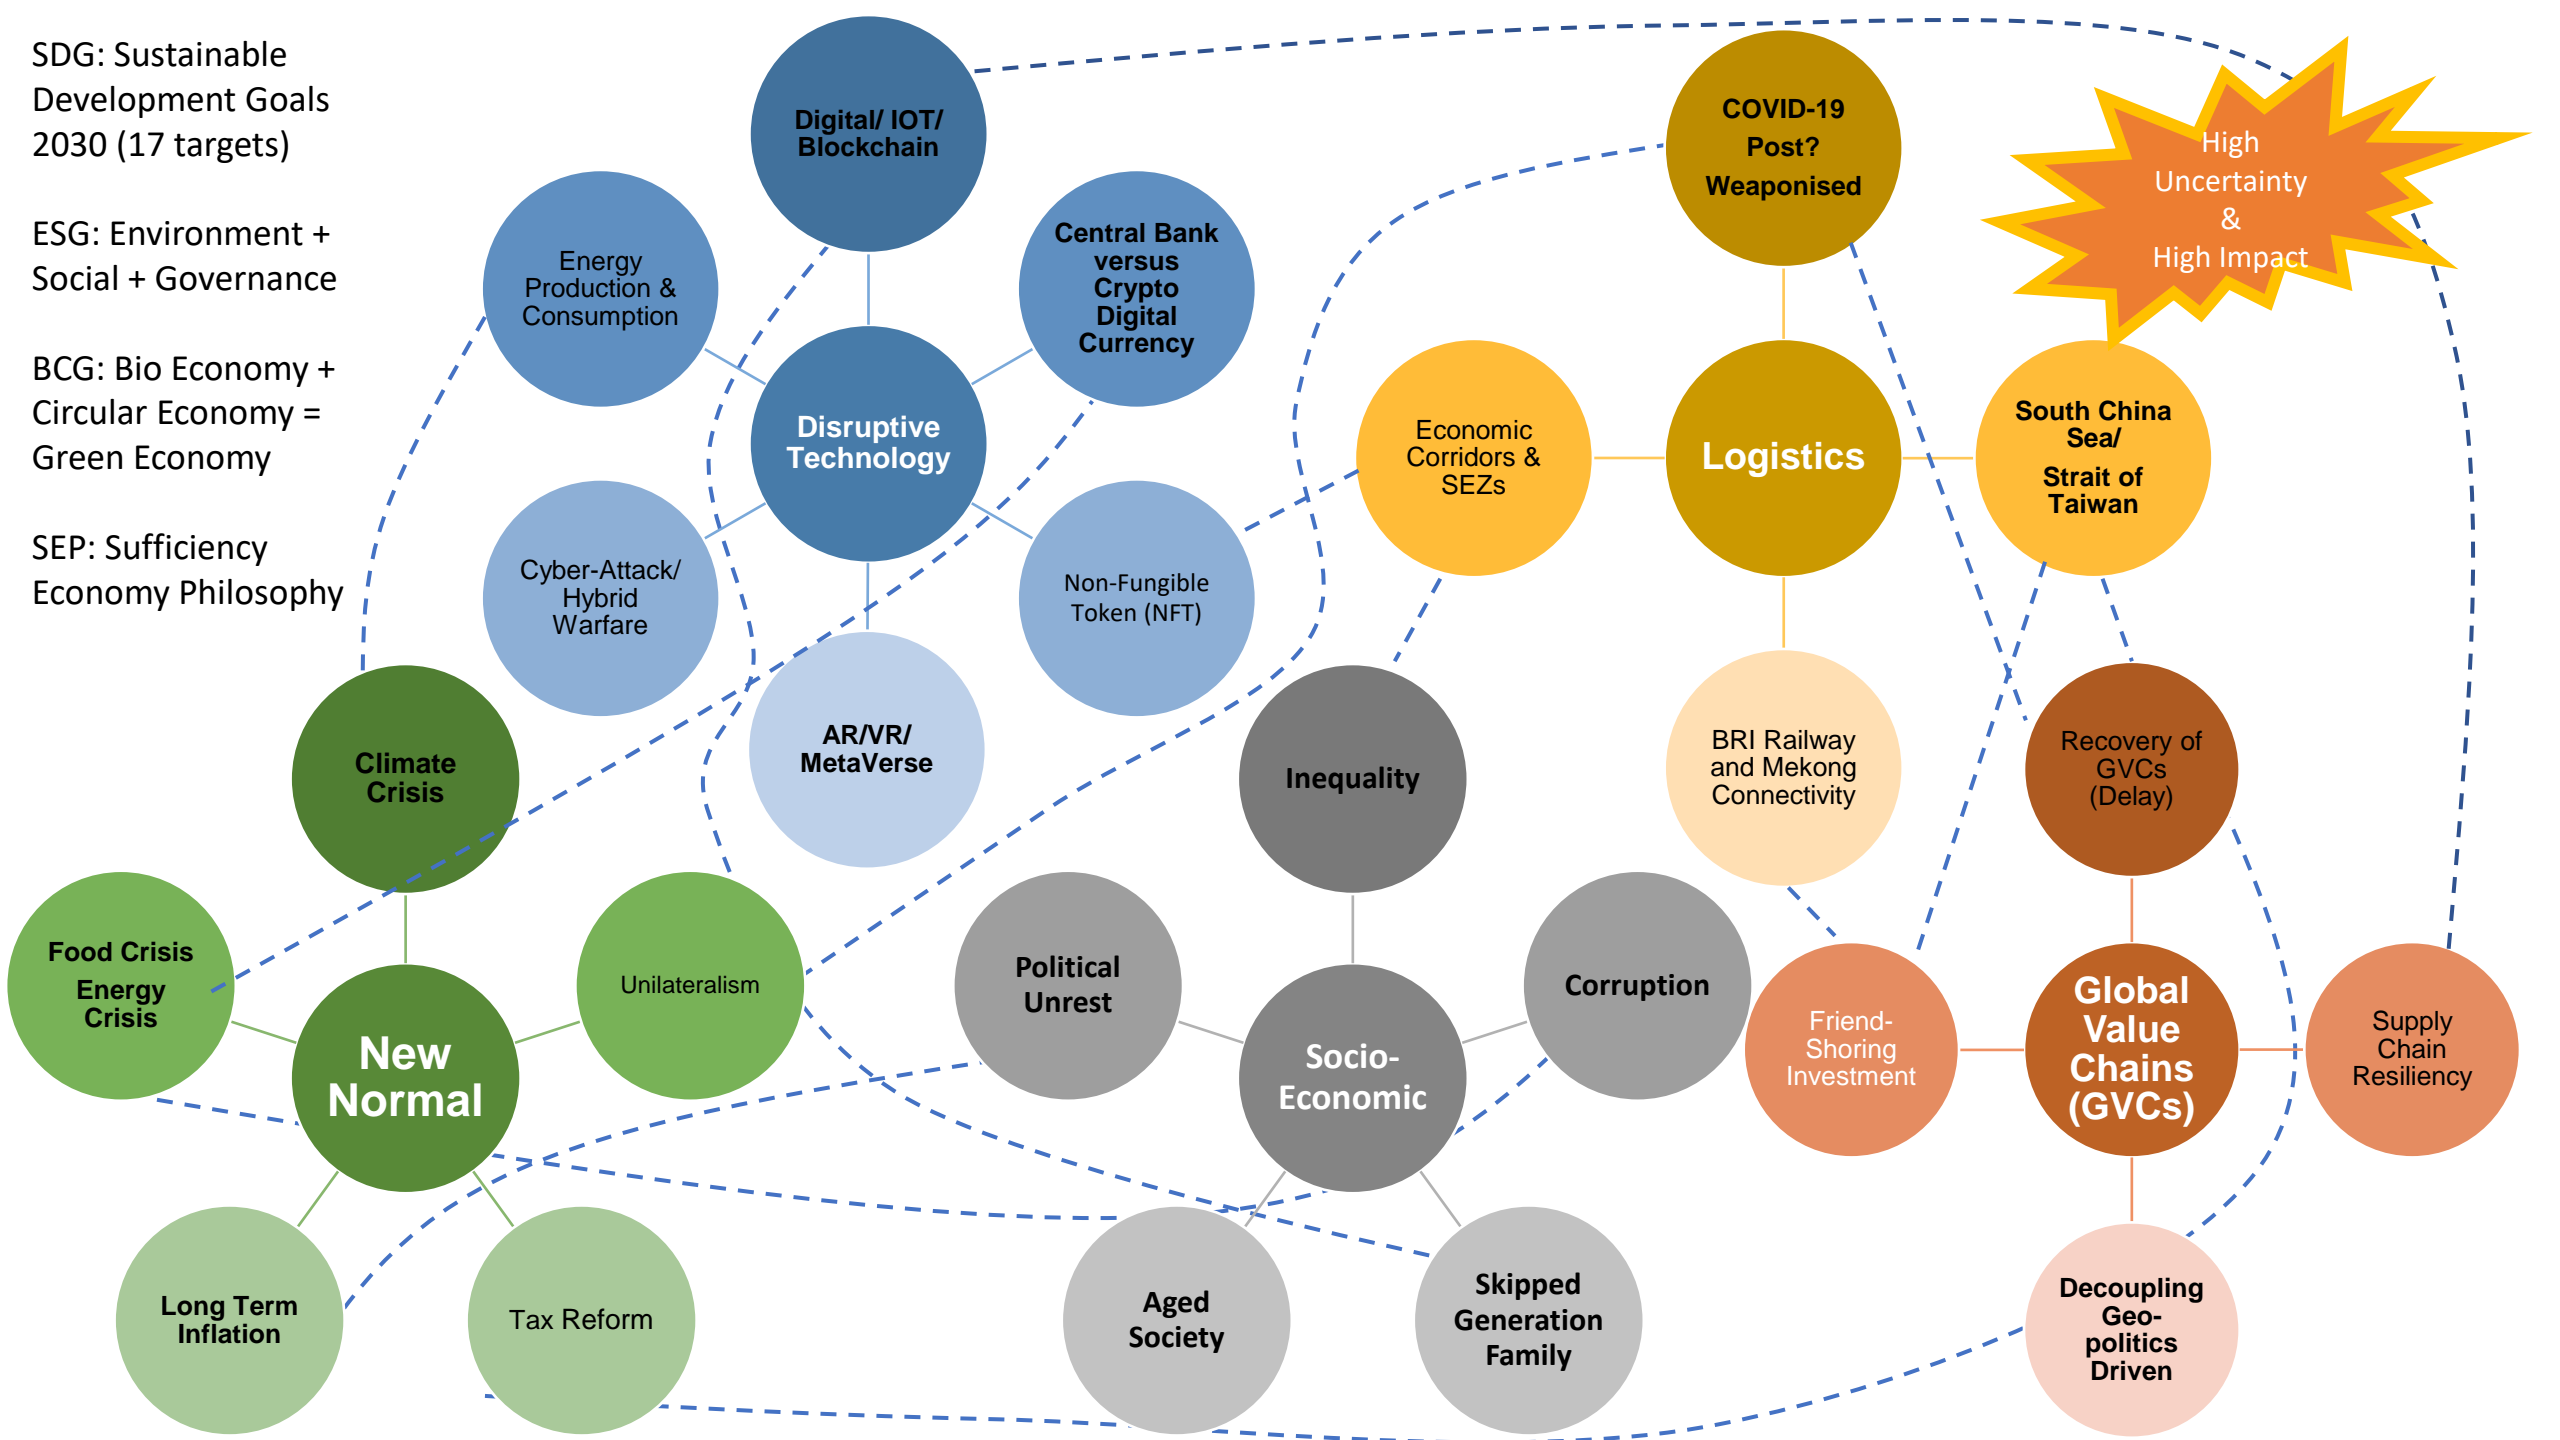 SDG: Sustainable
Development Goals
2030 (17 targets)
ESG: Environment +
Social + Governance
BCG: Bio Economy +
Circular Economy =
Green Economy
SEP: Sufficiency
Economy Philosophy
Digital/ IOT/
Blockchain
Energy
Production &
Consumption
Central Bank
versus
Crypto
Digital
Currency
Disruptive
Technology
Cyber-Attack/
Hybrid
Warfare
Non-Fungible
Token (NFT)
AR/VR/
MetaVerse
COVID-19
Post?
Weaponised
High
Uncertainty
&
High Impact
Economic
Corridors &
SEZs
Logistics
South China
Sea/
Strait of
Taiwan
BRI Railway
and Mekong
Connectivity
Climate
Crisis
Food Crisis
Energy
Crisis
Unilateralism
New
Normal
Long Term
Inflation
Tax Reform
Inequality
Political
Unrest
Corruption
Socio-
Economic
Aged
Society
Skipped
Generation
Family
Recovery of
GVCs
(Delay)
Friend-
Shoring
Investment
Global
Value
Chains
(GVCs)
Supply
Chain
Resiliency
Decoupling
Geo-
politics
Driven